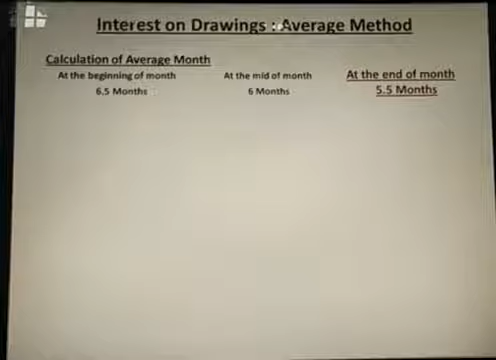 Interest on Drawings : Average Method
Calculation of Average Month
At the beginning of month At the mid of month At the end of month
6.5 Months 6 Months 5.5 Months